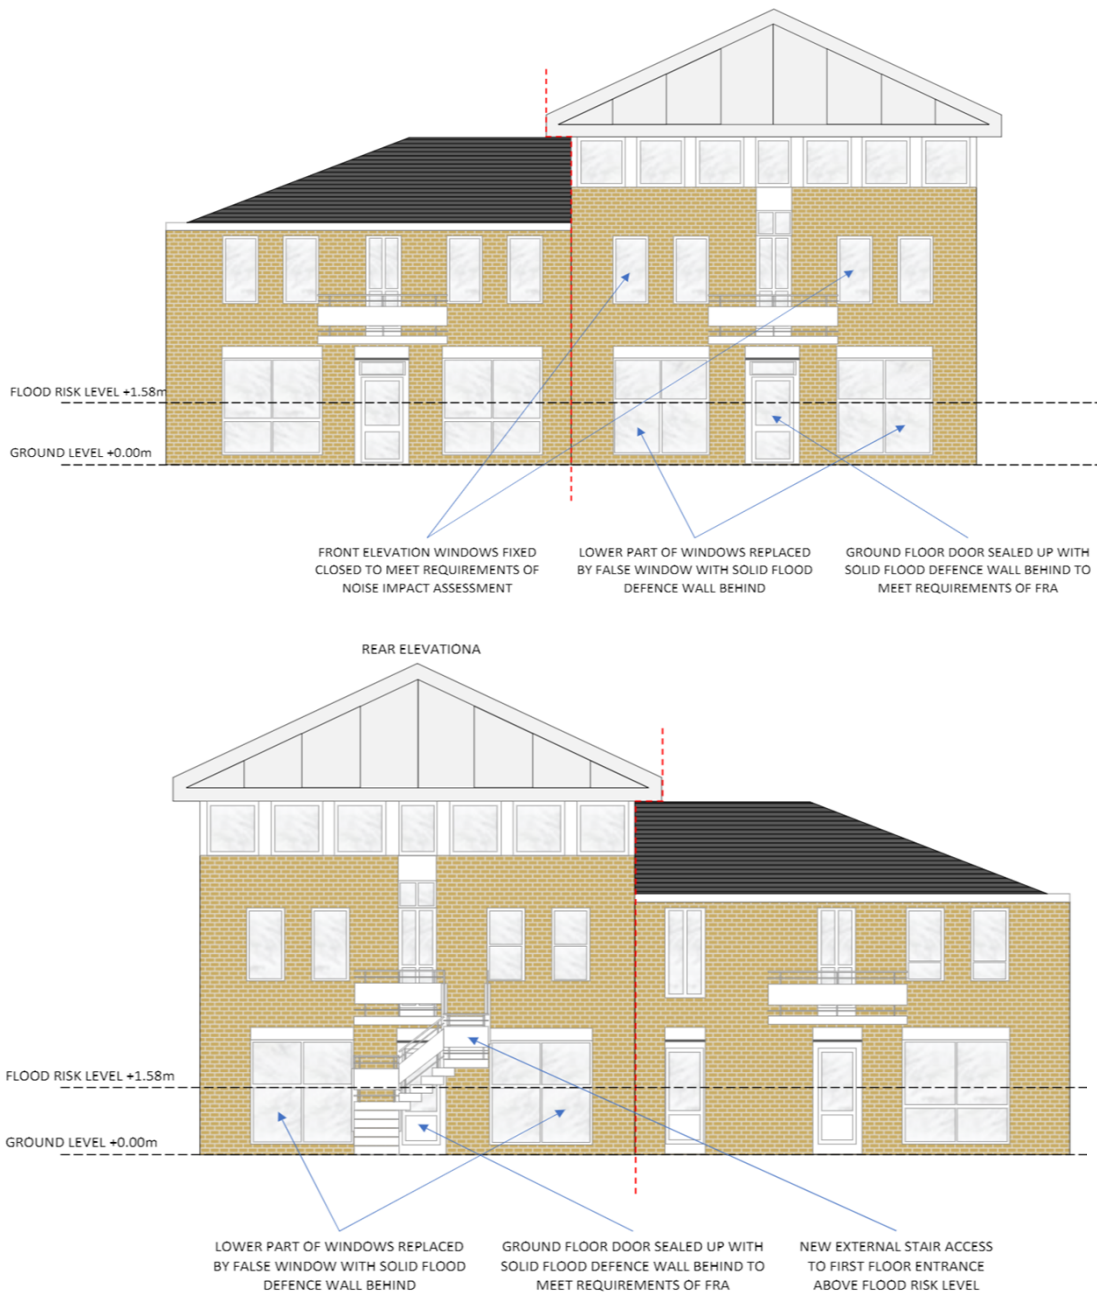 FLOOD RISK LEVEL +1.58m
GROUND LEVEL +0.00m
FRONT ELEVATION WINDOWS FIXED
CLOSED TO MEET REQUIREMENTS OF
NOISE IMPACT ASSESSMENT
LOWER PART OF WINDOWS REPLACED
BY FALSE WINDOW WITH SOLID FLOOD
DEFENCE WALL BEHIND
GROUND FLOOR DOOR SEALED UP WITH
SOLID FLOOD DEFENCE WALL BEHIND TO
MEET REQUIREMENTS OF FRA
REAR ELEVATIONA
FLOOD RISK LEVEL +1.58m
GROUND LEVEL +0.00m
LOWER PART OF WINDOWS REPLACED
BY FALSE WINDOW WITH SOLID FLOOD
DEFENCE WALL BEHIND
GROUND FLOOR DOOR SEALED UP WITH
SOLID FLOOD DEFENCE WALL BEHIND TO
MEET REQUIREMENTS OF FRA
NEW EXTERNAL STAIR ACCESS
TO FIRST FLOOR ENTRANCE
ABOVE FLOOD RISK LEVEL